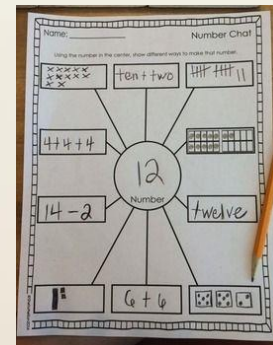 Name:
Number Chat
Using the number in the center, show different ways to make that number.
ten + two
4+4+4
12
Number
14-2
twelve
6+6